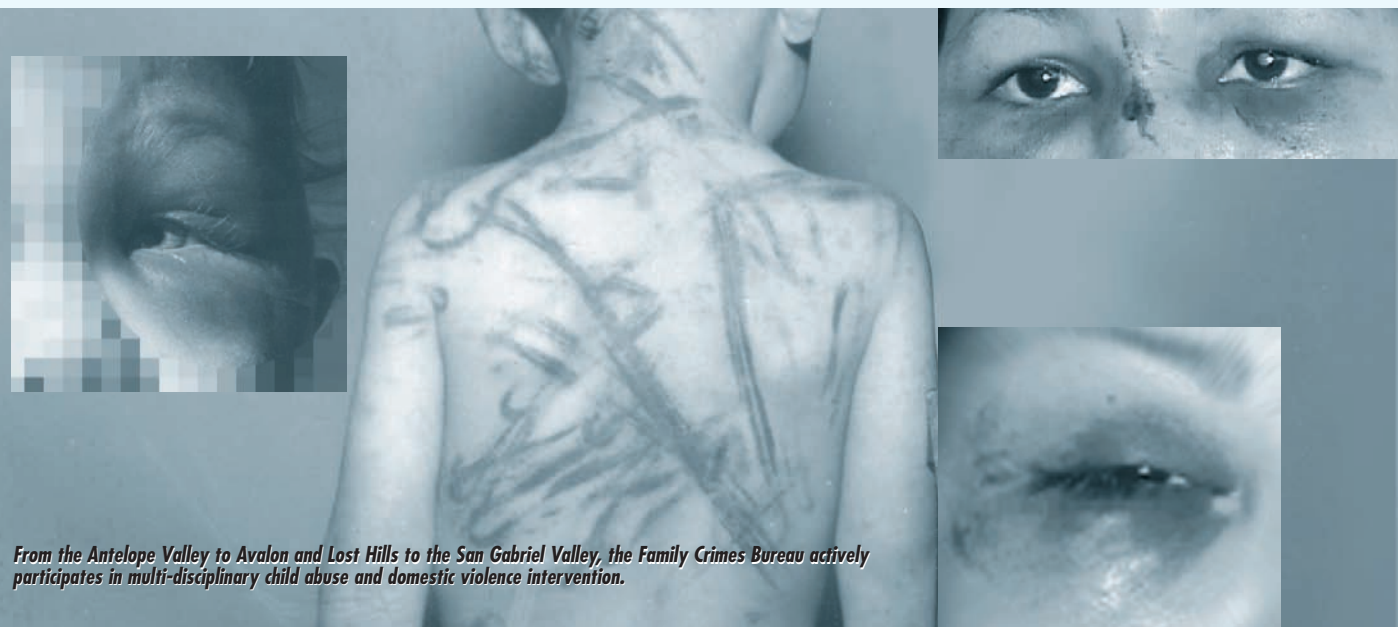 From the Antelope Valley to Avalon and Lost Hills to the San Gabriel Valley, the Family Crimes Bureau actively
participates in multi-disciplinary child abuse and domestic violence intervention.